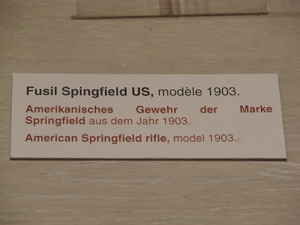 Fusil Spingfield US, modèle 1903.
Amerikanisches Gewehr der Marke
Springfield aus dem Jahr 1903.
American Springfield rifle, model 1903.